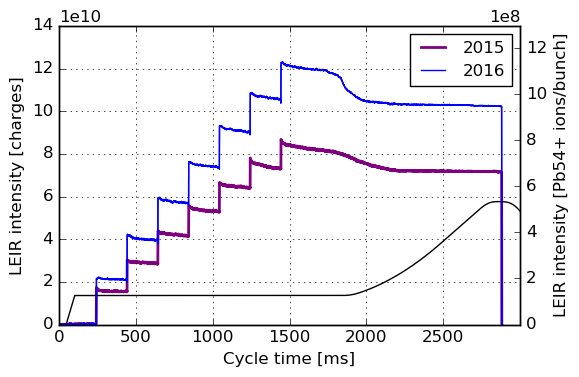 1e10
1e8
14
12
10
8
6
4
2
0
12
10
8
6
4
2
0
2015
2016
LEIR intensity [charges]
LEIR intensity [Pb54+ ions/bunch]
0 500 1000 1500 2000 2500
Cycle time [ms]